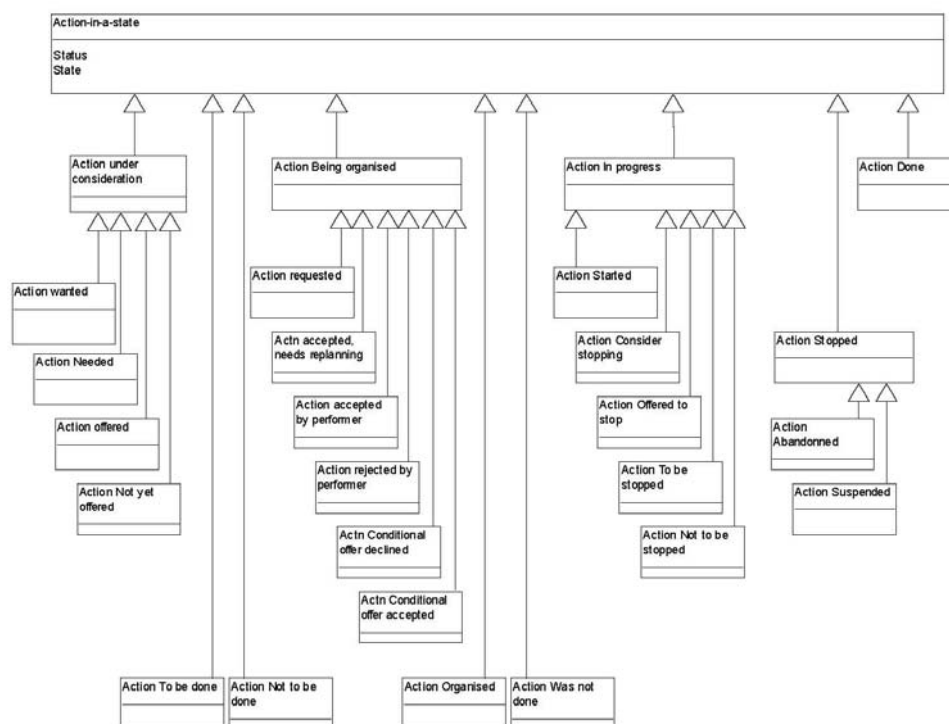 Action-in-a-state
Status
State
Action under
consideration
Action Being organised
Action In progress
Action Done
Action requested
Action Started
Action wanted
Actn accepted,
needs replanning
Action Consider
stopping
Action Stopped
Action Needed
Action accepted
by performer
Action Offered to
stop
Action offered
Action
Abandonned
Action rejected by
performer
Action To be
stopped
Action Not yet
offered
Action Suspended
Actn Conditional
offer declined
Action Not to be
stopped
Actn Conditional
offer accepted
Action To be done
Action Not to be
done
Action Organised
Action Was not
done